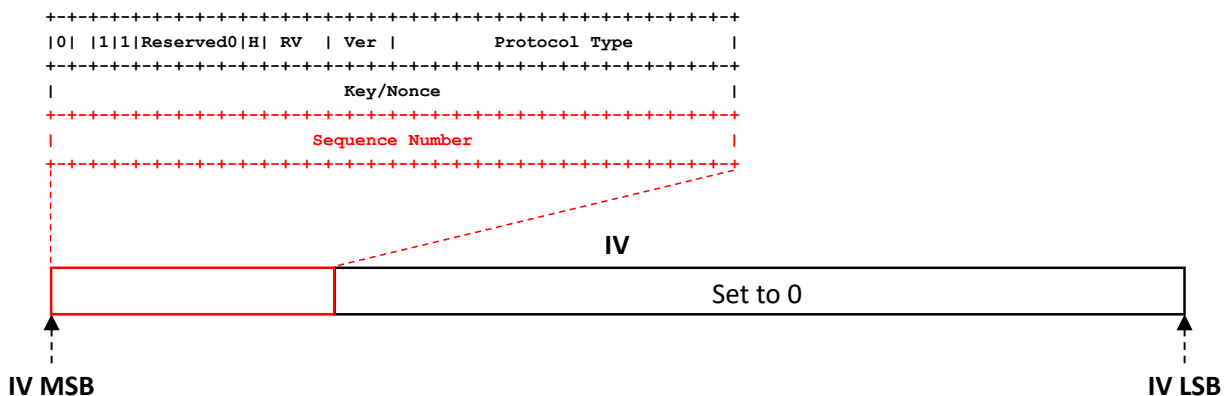 +-+-+-+-+-+-+-+-+-+-+-+-+-+-+-+-+-+-+-+-+-+-+-+-+-+-+-+-+-+-+-+-+
|0| |1|1|Reserved0|H| RV | Ver | Protocol Type |
+-+-+-+-+-+-+-+-+-+-+-+-+-+-+-+-+-+-+-+-+-+-+-+-+-+-+-+-+-+-+-+-+
| Key/Nonce |
+-+-+-+-+-+-+-+-+-+-+-+-+-+-+-+-+-+-+-+-+-+-+-+-+-+-+-+-+-+-+-+-+
| Sequence Number |
+-+-+-+-+-+-+-+-+-+-+-+-+-+-+-+-+-+-+-+-+-+-+-+-+-+-+-+-+-+-+-+-+
IV
Set to 0
IV MSB IV LSB